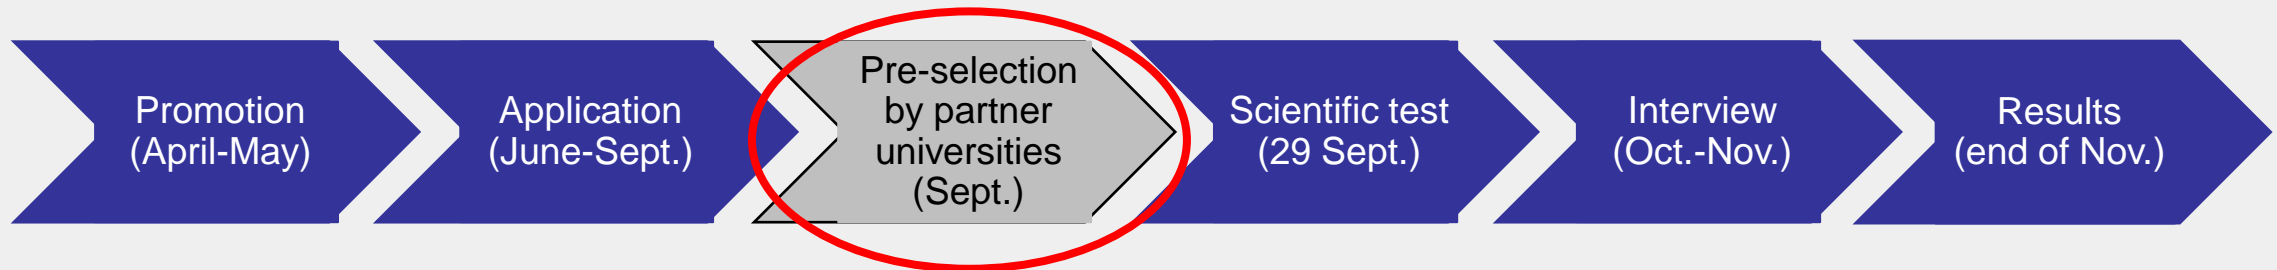 Promotion
(April-May)
Application
(June-Sept.)
Pre-selection
by partner
universities
(Sept.)
Scientific test
(29 Sept.)
Interview
(Oct.-Nov.)
Results
(end of Nov.)